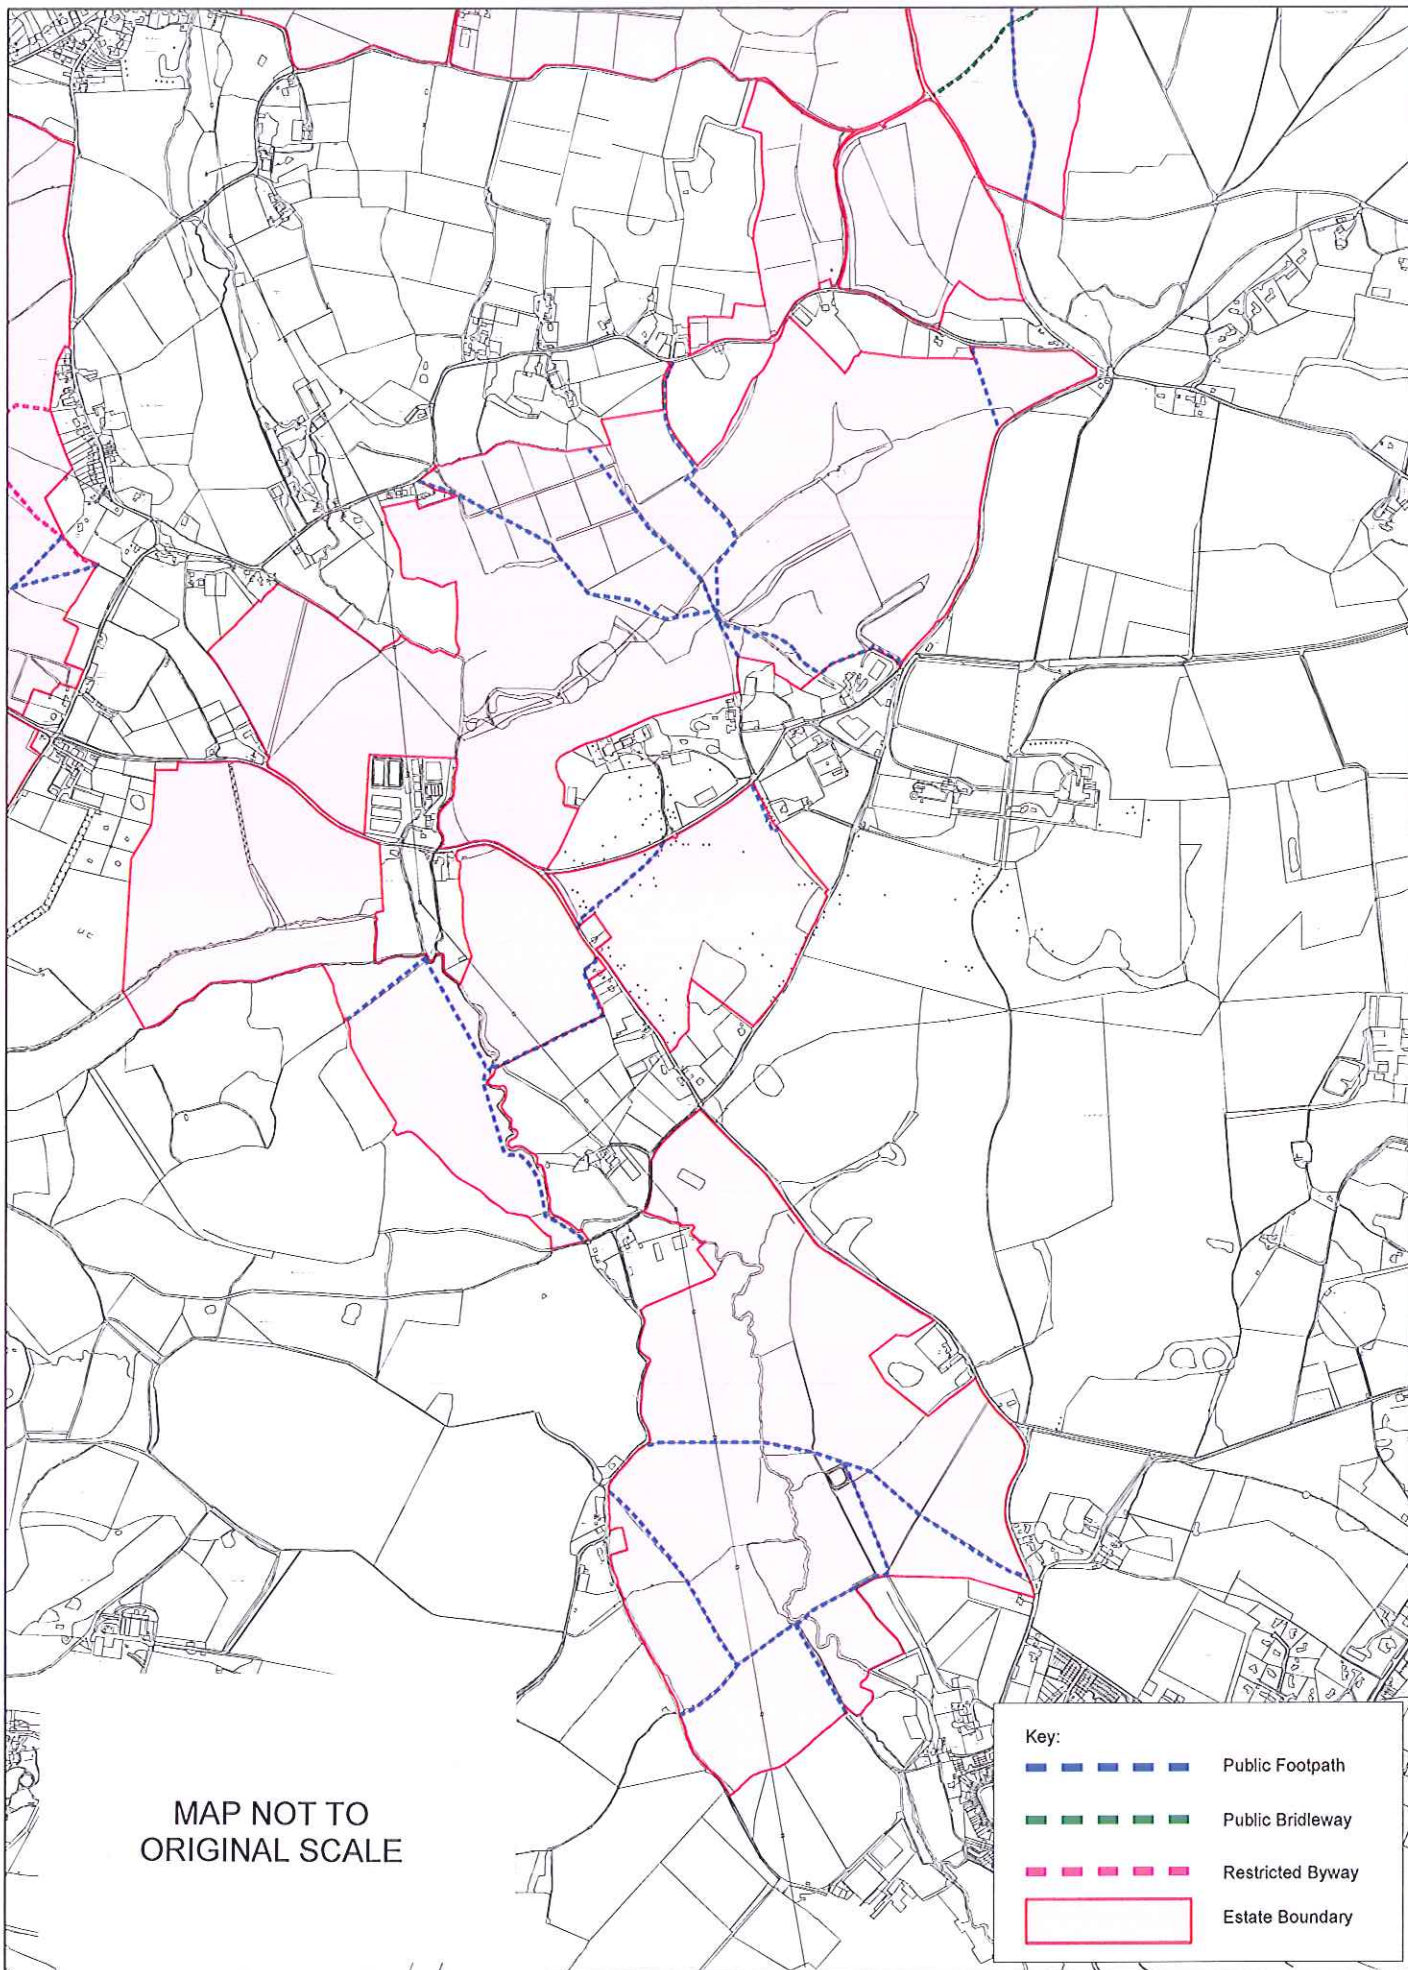 MAP NOT TO
ORIGINAL SCALE
Key:
Public Footpath
Public Bridleway
Restricted Byway
Estate Boundary